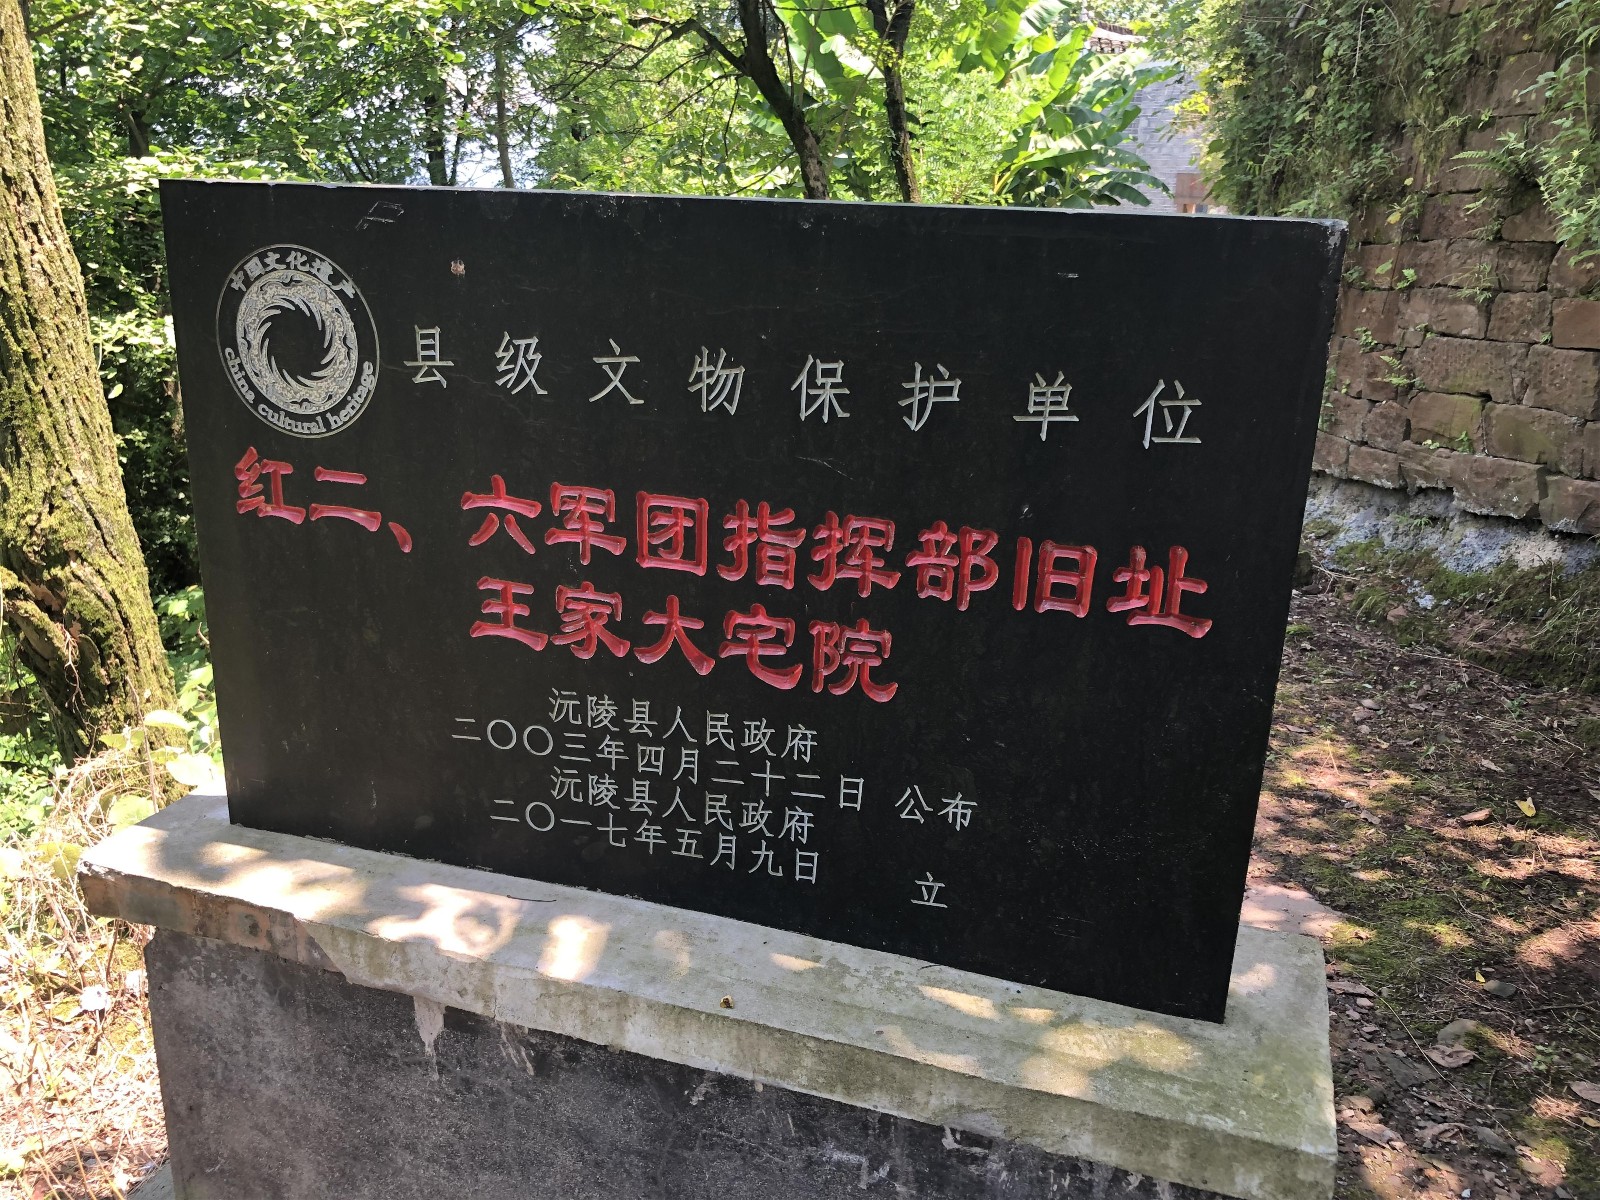 中国文化遗产
china cultural heritage
县级文物保护单位
红二、六军团指挥部旧址
王家大宅院
沅陵县人民政府
二〇〇三年四月二十二日 公布
沅陵县人民政府
二〇一七年五月九日 立